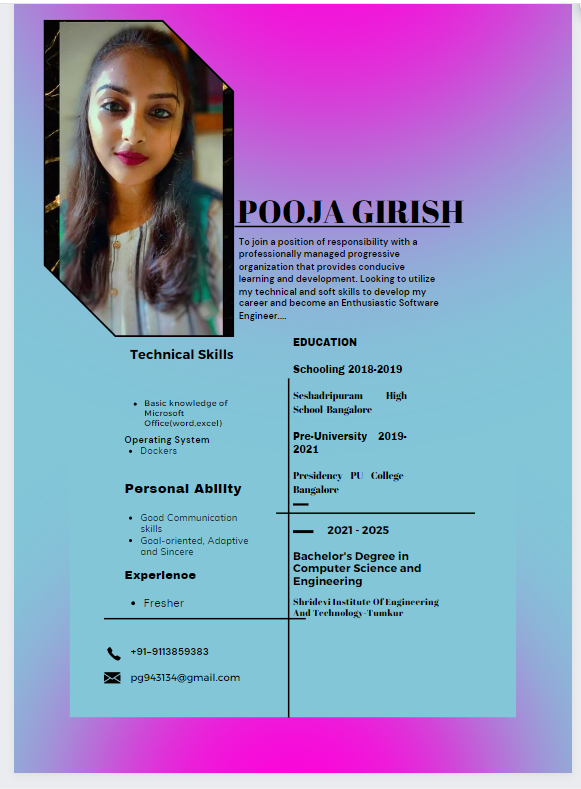 POOJA GIRISH
To join a position of responsibility with a
professionally managed progressive
organization that provides conducive
learning and development. Looking to utilize
my technical and soft skills to develop my
career and become an Enthusiastic Software
Engineer....
Technical Skills
Basic knowledge of
Microsoft
Office(word,excel)
Operating System
Dockers
Personal Ability
Good Communication
skills
Goal-oriented, Adaptive
and Sincere
Experience
Fresher
+91-9113859383
pg943134@gmail.com
EDUCATION
Schooling 2018-2019
Seshadripuram High
School Bangalore
Pre-University 2019-
2021
Presidency PU College
Bangalore
2021 - 2025
Bachelor's Degree in
Computer Science and
Engineering
Shridevi Institute Of Engineering
And Technology-Tumkur